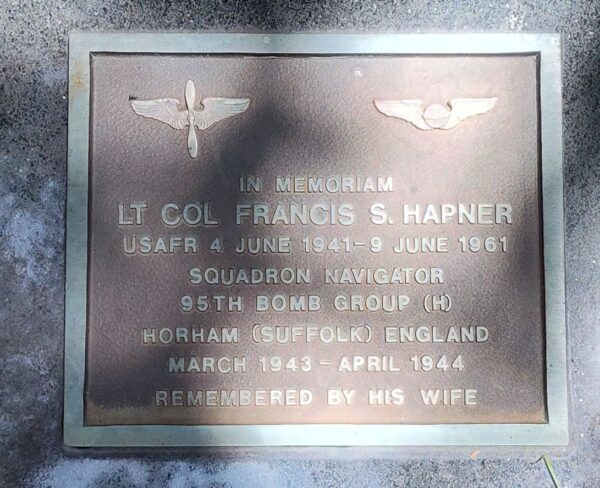 IN MEMORIAM
LT COL FRANCIS S. HAPNER
USAFR 4 JUNE 1941-9 JUNE 1961
SQUADRON NAVIGATOR
95TH BOMB GROUP (H)
HORHAM (SUFFOLK) ENGLAND
MARCH 1943 - APRIL 1944
REMEMBERED BY HIS WIFE